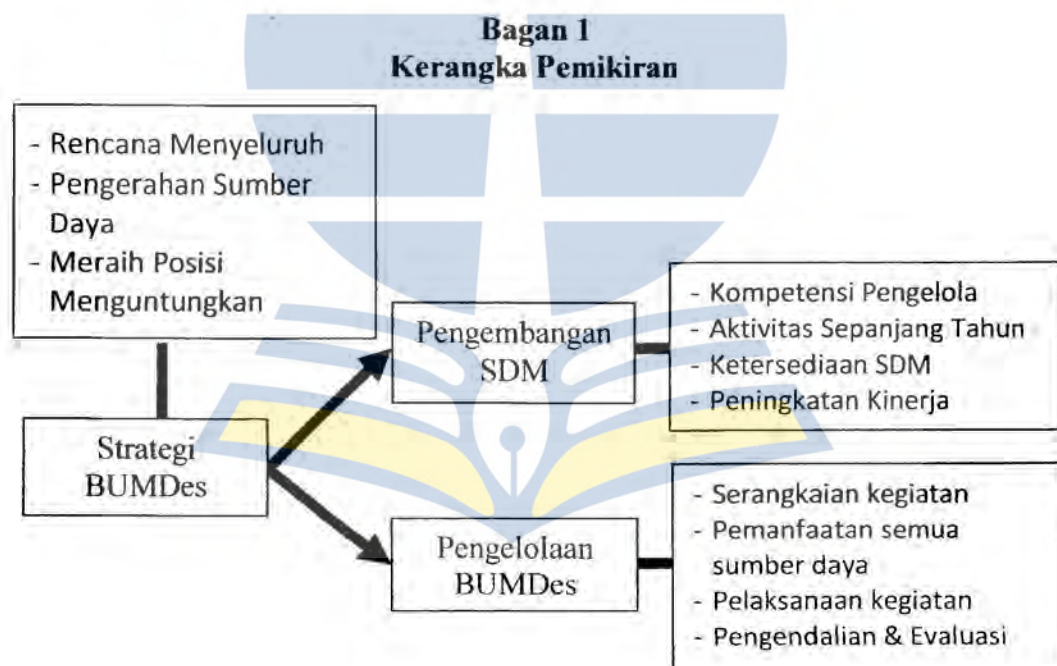 Bagan 1
Kerangka Pemikiran
- Rencana Menyeluruh
- Pengerahan Sumber
Daya
- Meraih Posisi
Menguntungkan
Strategi
BUMDes
Pengembangan
SDM
- Kompetensi Pengelola
- Aktivitas Sepanjang Tahun
- Ketersediaan SDM
- Peningkatan Kinerja
Pengelolaan
BUMDes
- Serangkaian kegiatan
- Pemanfaatan semua
sumber daya
- Pelaksanaan kegiatan
- Pengendalian & Evaluasi